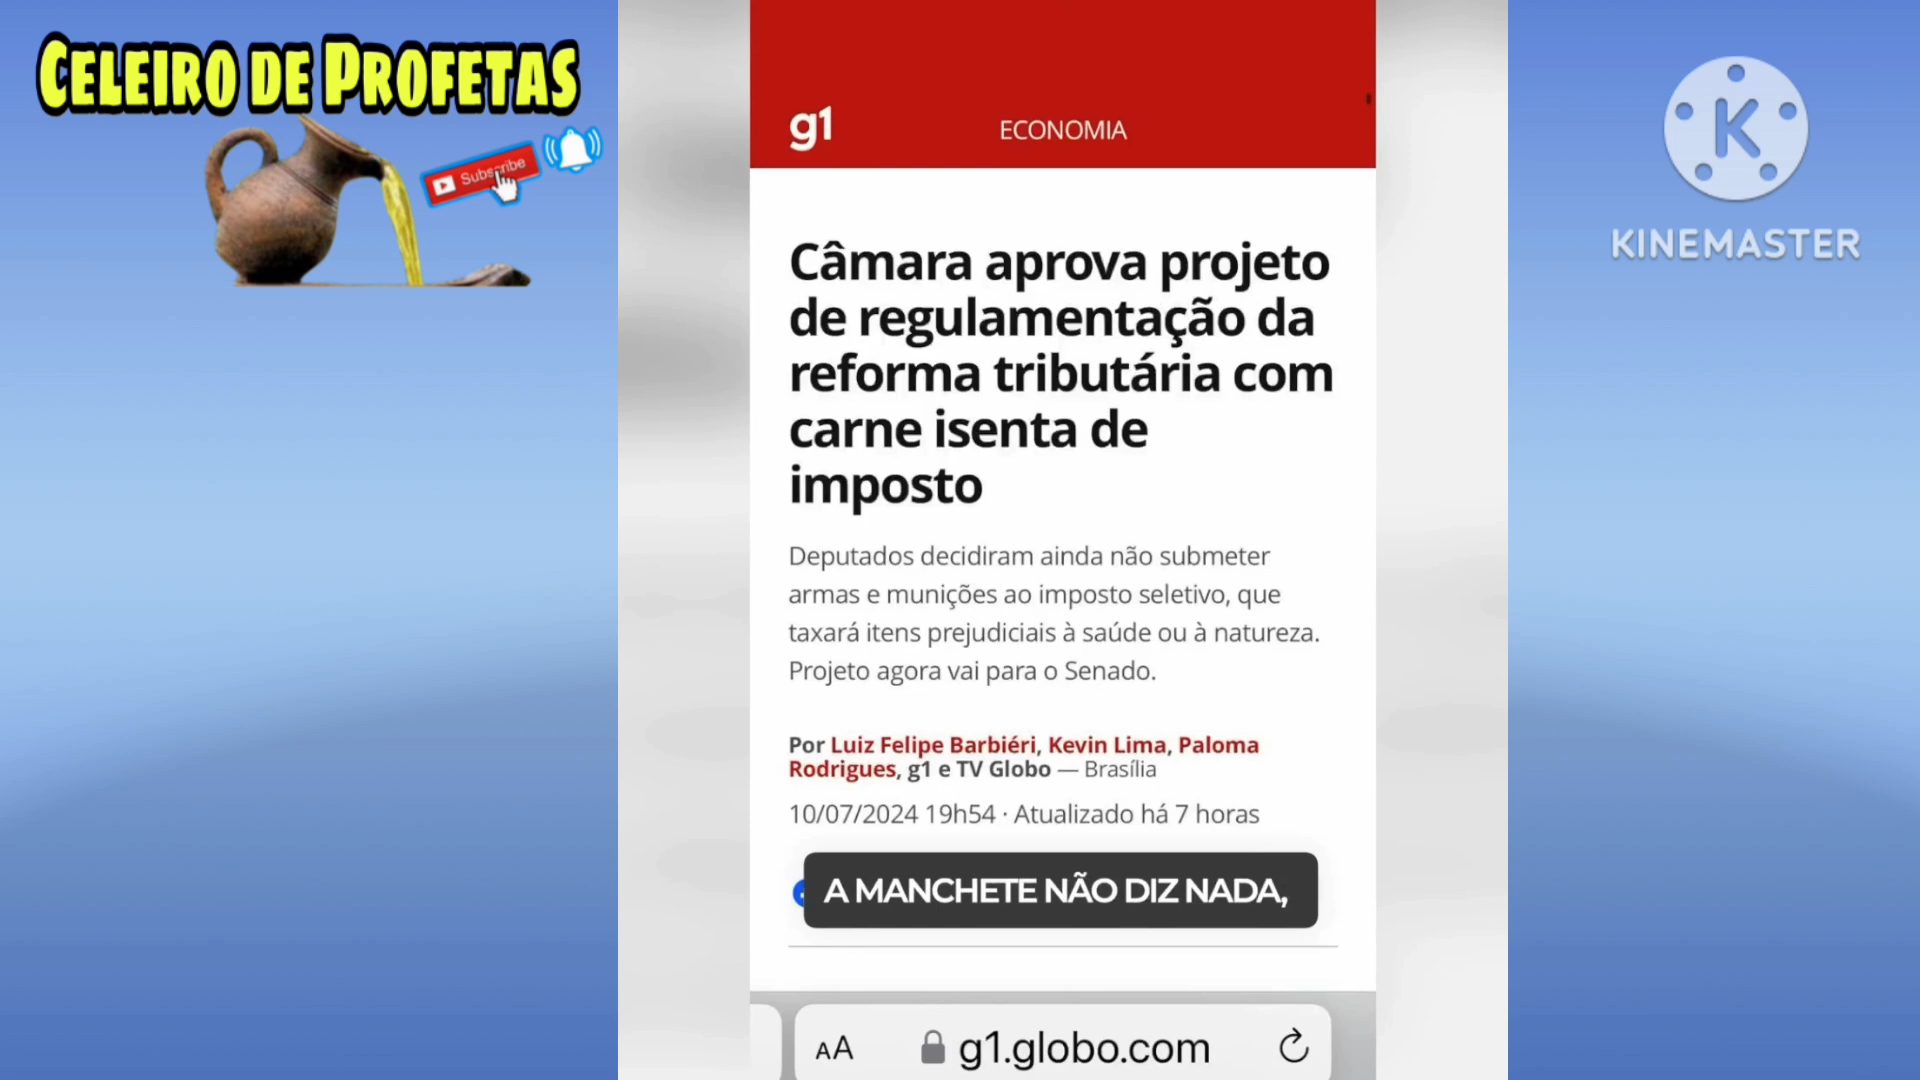 CELEIRO DE PROFETAS
Subscribe
g1
ECONOMIA
Câmara aprova projeto
de regulamentação da
reforma tributária com
carne isenta de
imposto
Deputados decidiram ainda não submeter
armas e munições ao imposto seletivo, que
taxará itens prejudiciais à saúde ou à natureza.
Projeto agora vai para o Senado.
Por Luiz Felipe Barbiéri, Kevin Lima, Paloma
Rodrigues, g1 e TV Globo — Brasília
10/07/2024 19h54 · Atualizado há 7 horas
A MANCHETE NÃO DIZ NADA,
AA
g1.globo.com
K
KINEMASTER